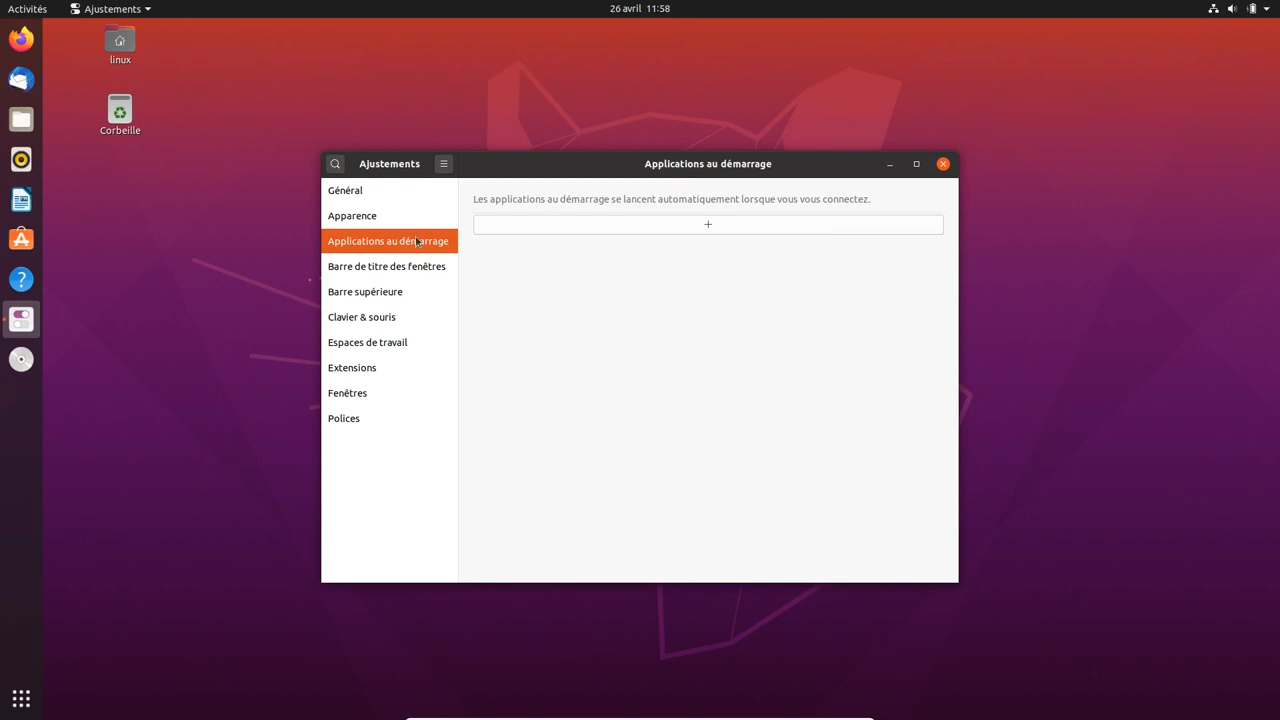 Activités
Ajustements
26 avril 11:58
linux
Corbeille
Ajustements
Applications au démarrage
Général
Apparence
Applications au démarrage
Barre de titre des fenêtres
Barre supérieure
Clavier & souris
Espaces de travail
Extensions
Fenêtres
Polices
Les applications au démarrage se lancent automatiquement lorsque vous vous connectez.
+